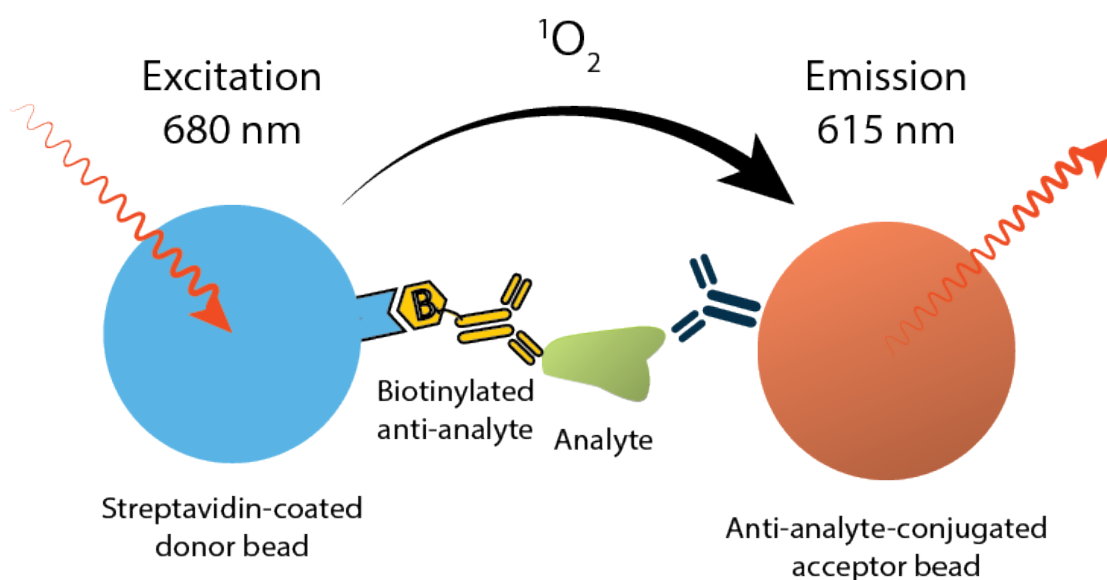 ¹O₂
Excitation
680 nm
Emission
615 nm
B
Biotinylated
anti-analyte
Analyte
Streptavidin-coated
donor bead
Anti-analyte-conjugated
acceptor bead